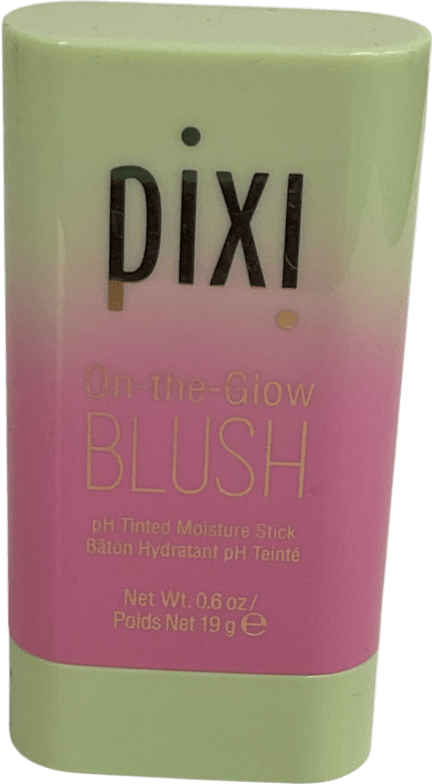 pixi
On-the-Glow
BLUSH
pH Tinted Moisture Stick
Bâton Hydratant pH Teinté
Net Wt. 0.6 oz/
Poids Net 19 g ℮